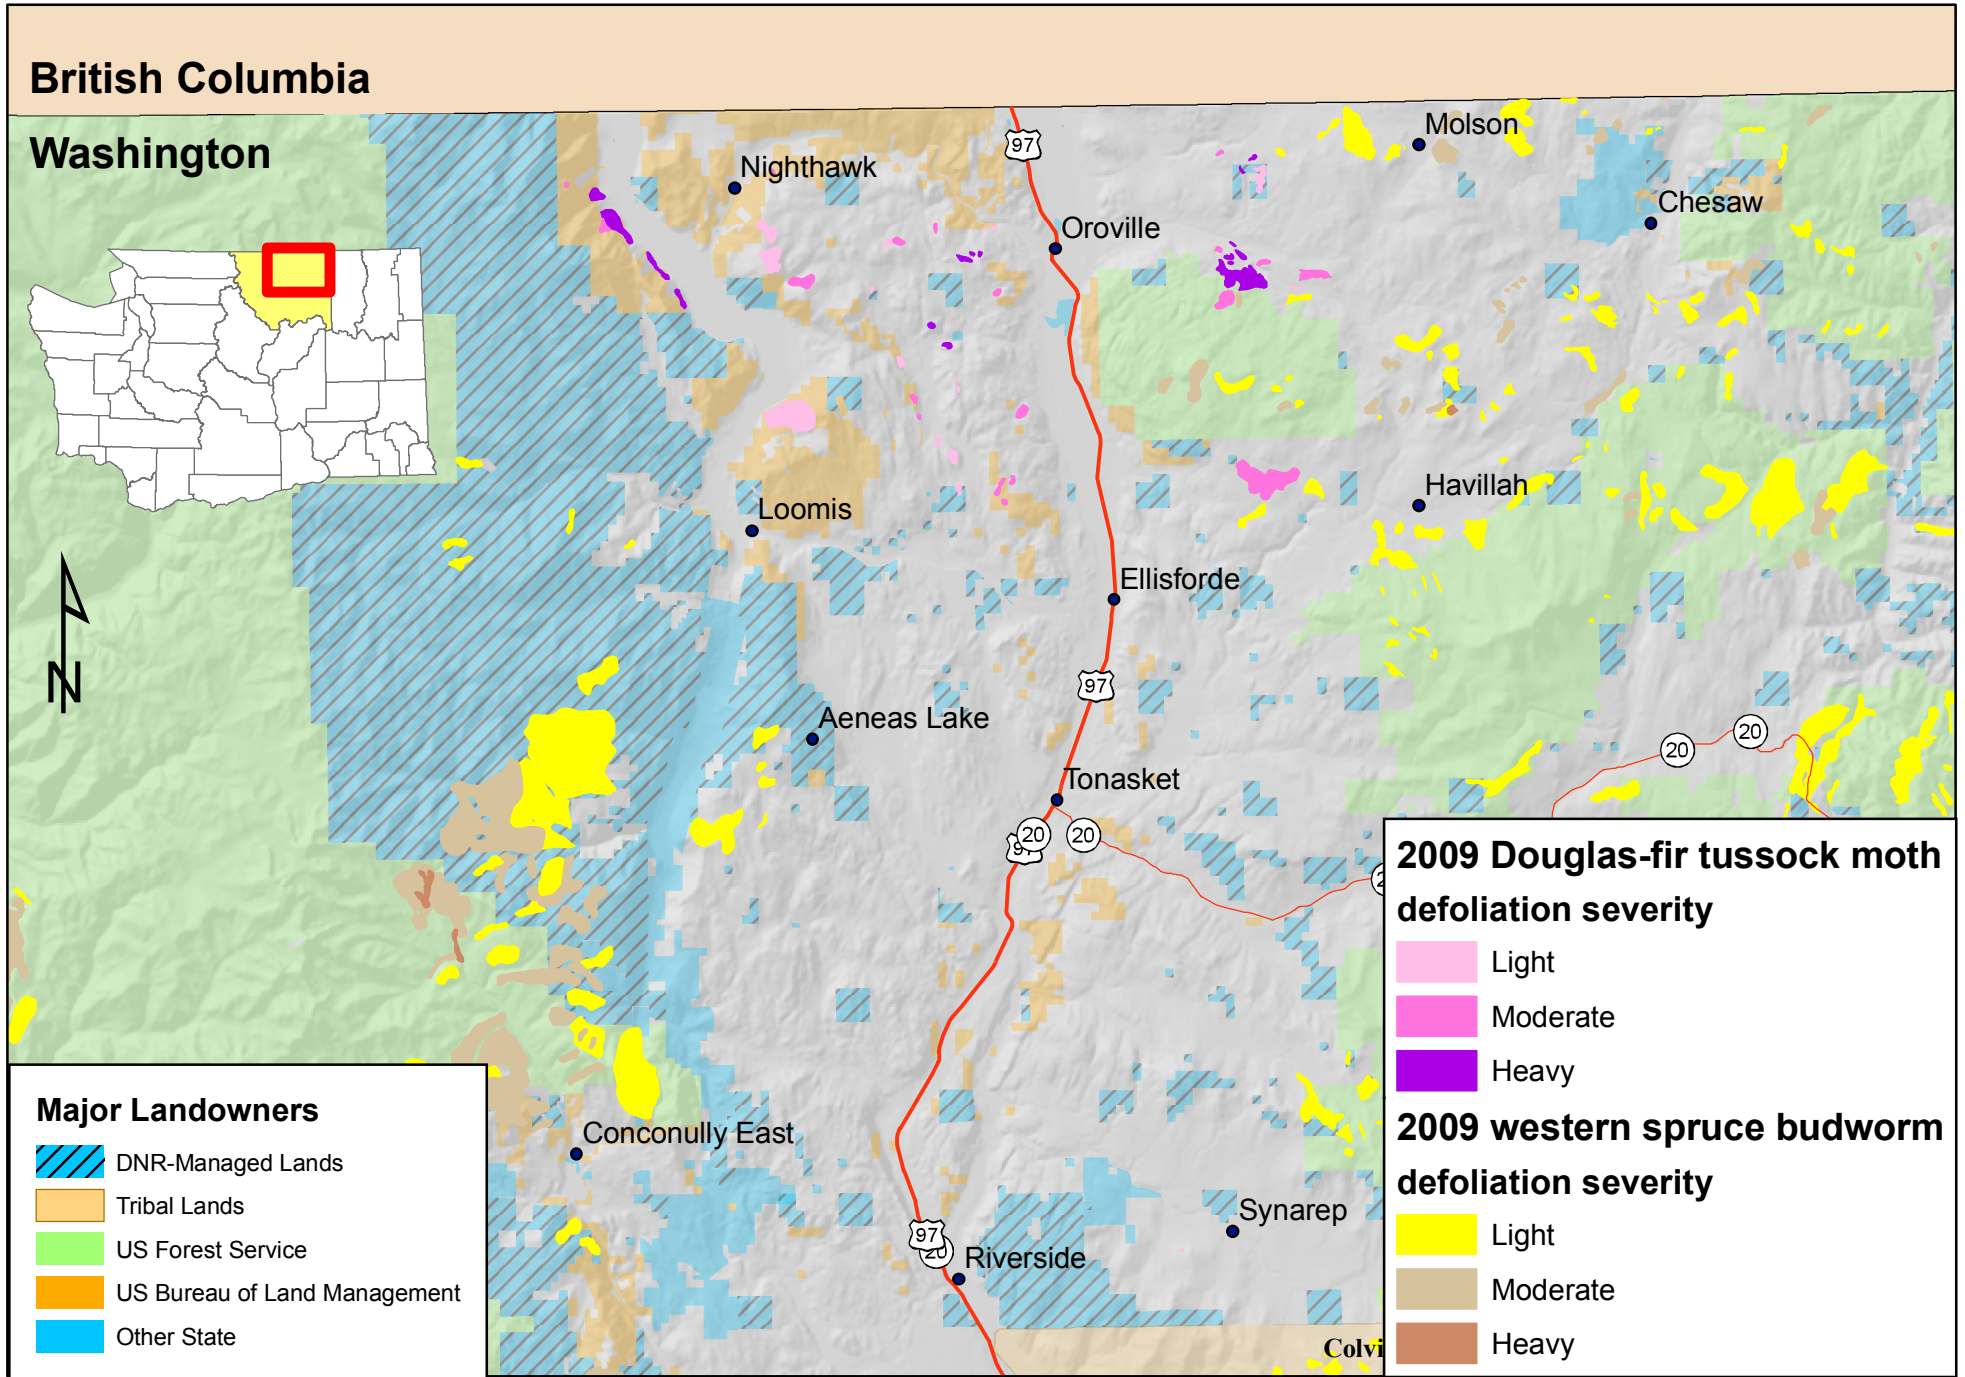 British Columbia
Washington
97
Molson
Nighthawk
Chesaw
Oroville
Havillah
Loomis
Ellisforde
97
Aeneas Lake
20
20
Tonasket
20
20
97
2009 Douglas-fir tussock moth
defoliation severity
Light
Moderate
Heavy
2009 western spruce budworm
defoliation severity
Light
Moderate
Heavy
N
Major Landowners
DNR-Managed Lands
Tribal Lands
US Forest Service
US Bureau of Land Management
Other State
Conconully East
Synarep
97
20
Riverside
Colvi